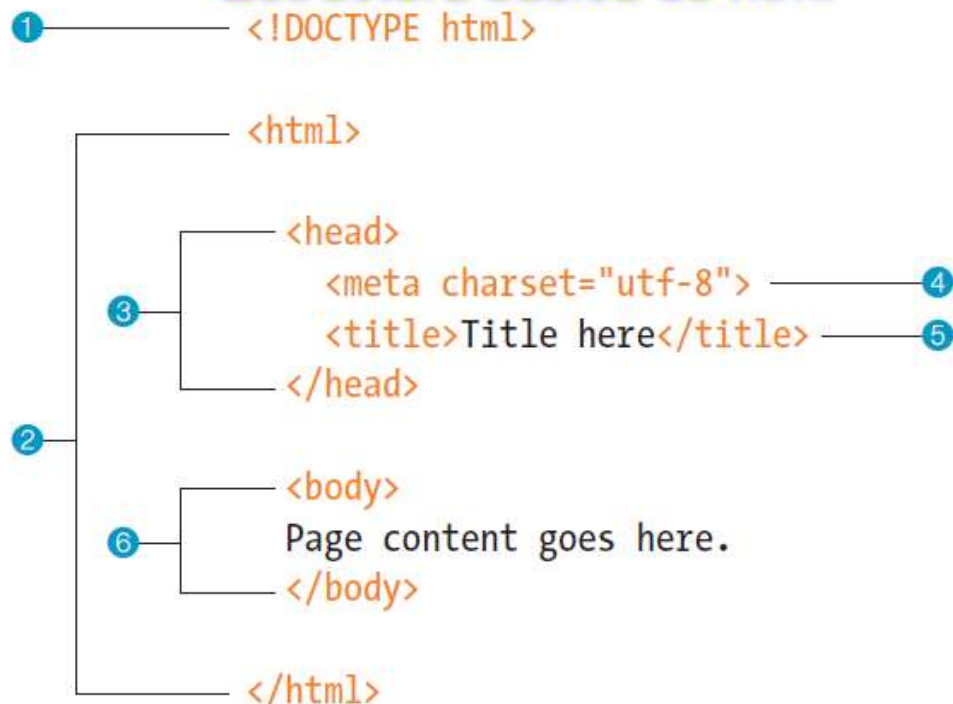 1 <!DOCTYPE html>
<html>
<head>
<meta charset="utf-8"> 4
3 <title>Title here</title> 5
</head>
2
<body>
6 Page content goes here.
</body>
</html>